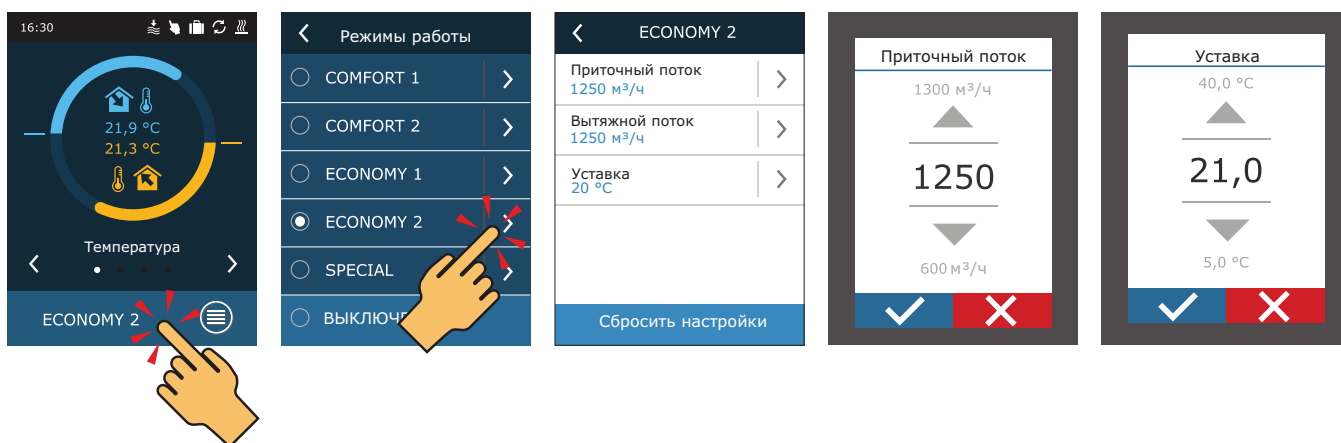 16:30
21,9 °C
21,3 °C
Температура
ECONOMY 2
Режимы работы
COMFORT 1
COMFORT 2
ECONOMY 1
ECONOMY 2
SPECIAL
ECONOMY 2
Приточный поток
1250 м³/ч
Вытяжной поток
1250 м³/ч
Уставка
20 °C
Сбросить настройки
Приточный поток
1300 м³/ч
1250
600 м³/ч
Уставка
40,0 °C
21,0
5,0 °C